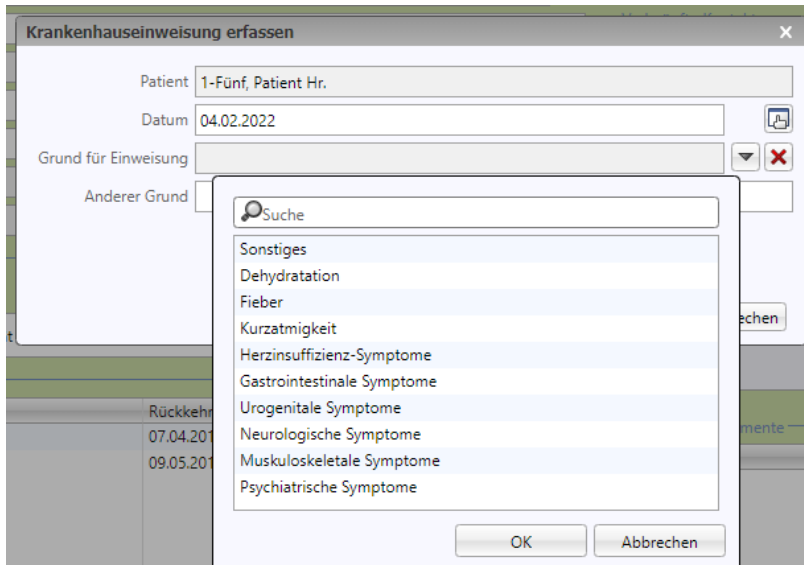 Krankenhauseinweisung erfassen
Patient 1-Fünf, Patient Hr.
Datum 04.02.2022
Grund für Einweisung
Anderer Grund
Suche
Sonstiges
Dehydratation
Fieber
Kurzatmigkeit
Herzinsuffizienz-Symptome
Gastrointestinale Symptome
Urogenitale Symptome
Neurologische Symptome
Muskuloskeletale Symptome
Psychiatrische Symptome
OK Abbrechen
echen
Rückkehr
07.04.201
mente
09.05.201